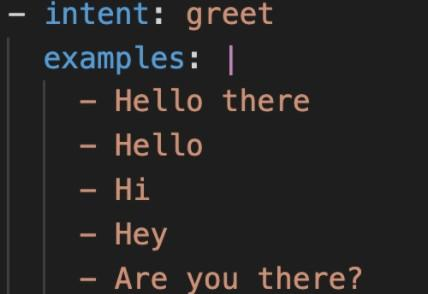 - intent: greet
examples: |
- Hello there
- Hello
- Hi
- Hey
- Are you there?